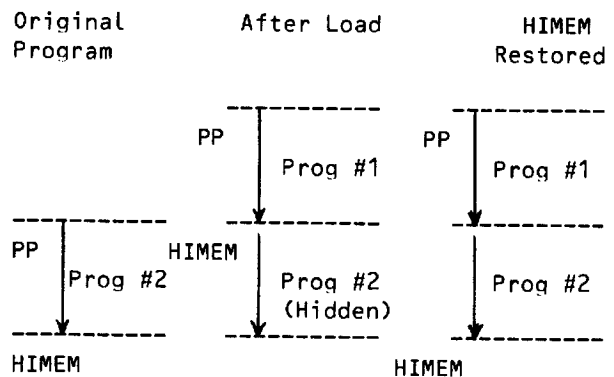 Original
Program
After Load
HIMEM
Restored
PP
Prog #1
PP
Prog #1
PP
Prog #2
HIMEM
Prog #2
(Hidden)
Prog #2
HIMEM
HIMEM